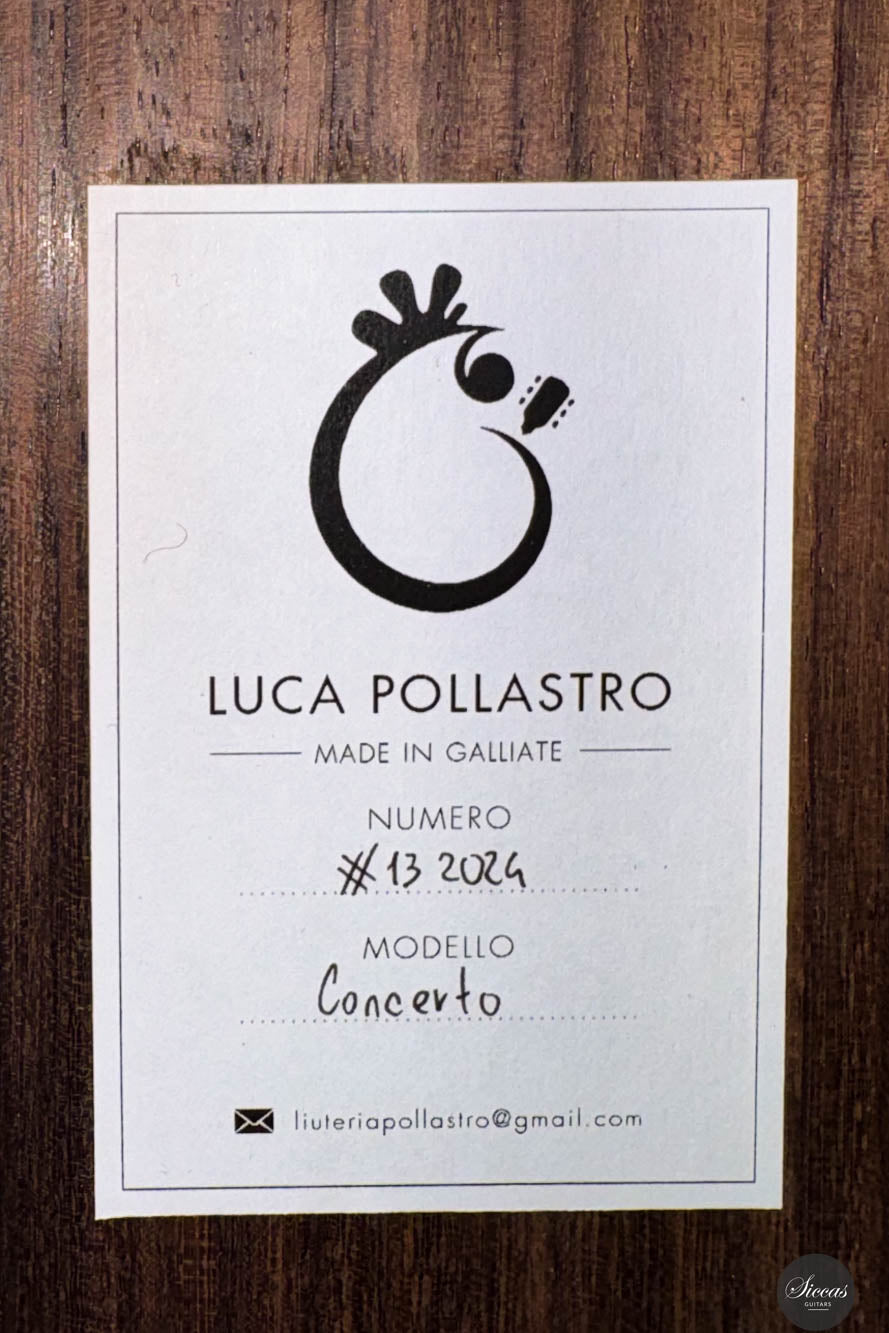 LUCA POLLASTRO
MADE IN GALLIATE
NUMERO
#13 2024
MODELLO
Concerto
liuteriapollastro@gmail.com
Siccas
GUITARS